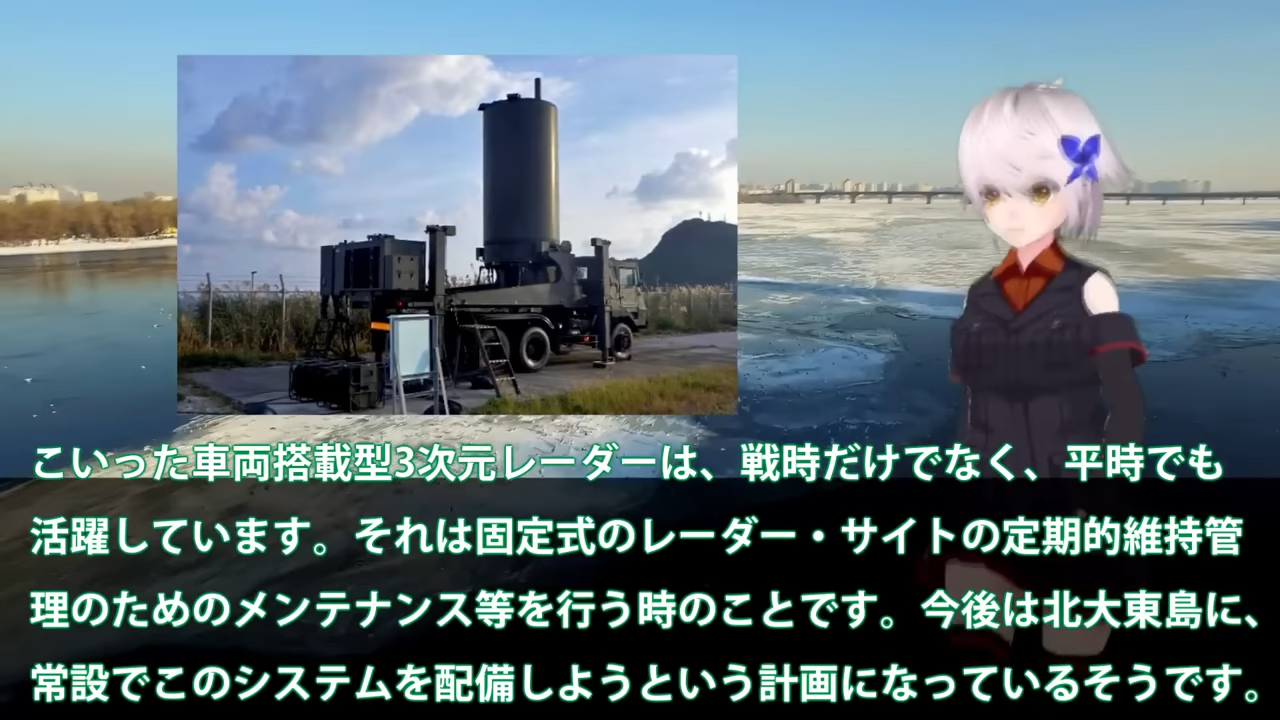 こいった車両搭載型3次元レーダーは、戦時だけでなく、平時でも
活躍しています。それは固定式のレーダー・サイトの定期的維持管
理のためのメンテナンス等を行う時のことです。今後は北大東島に、
常設でこのシステムを配備しようという計画になっているそうです。